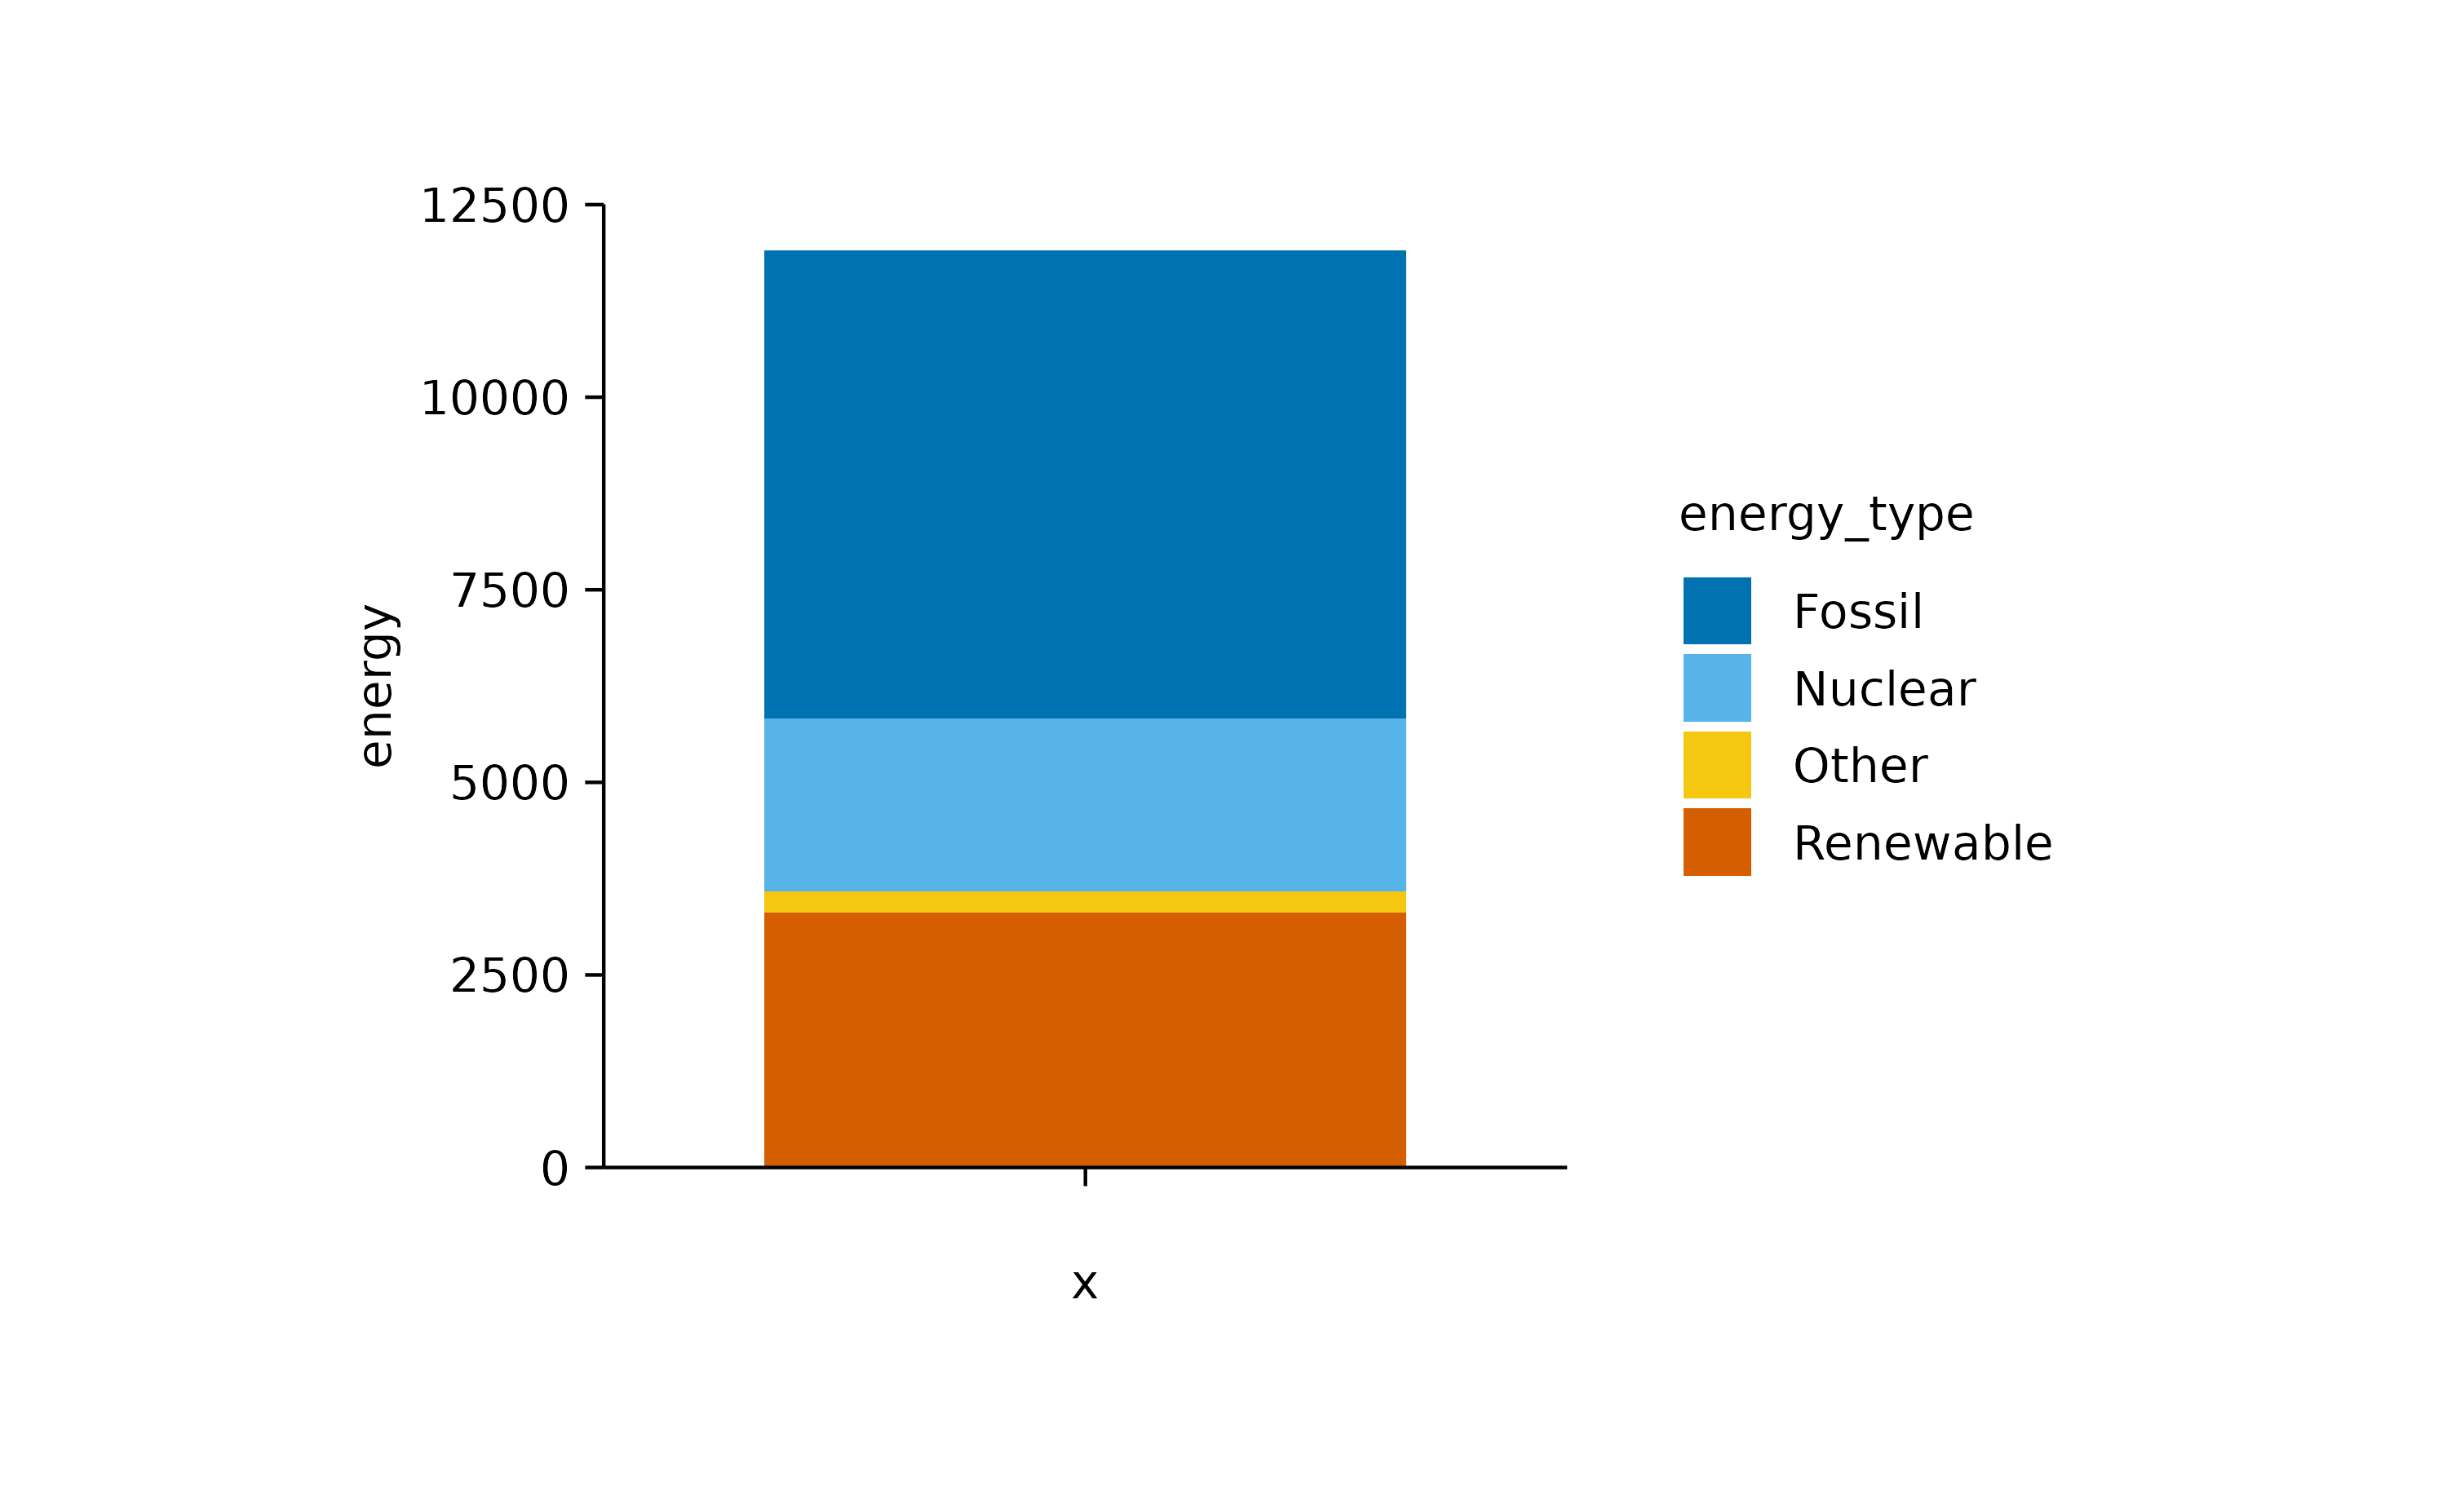 12500
10000
7500
5000
2500
0
energy
x
energy_type
Fossil
Nuclear
Other
Renewable